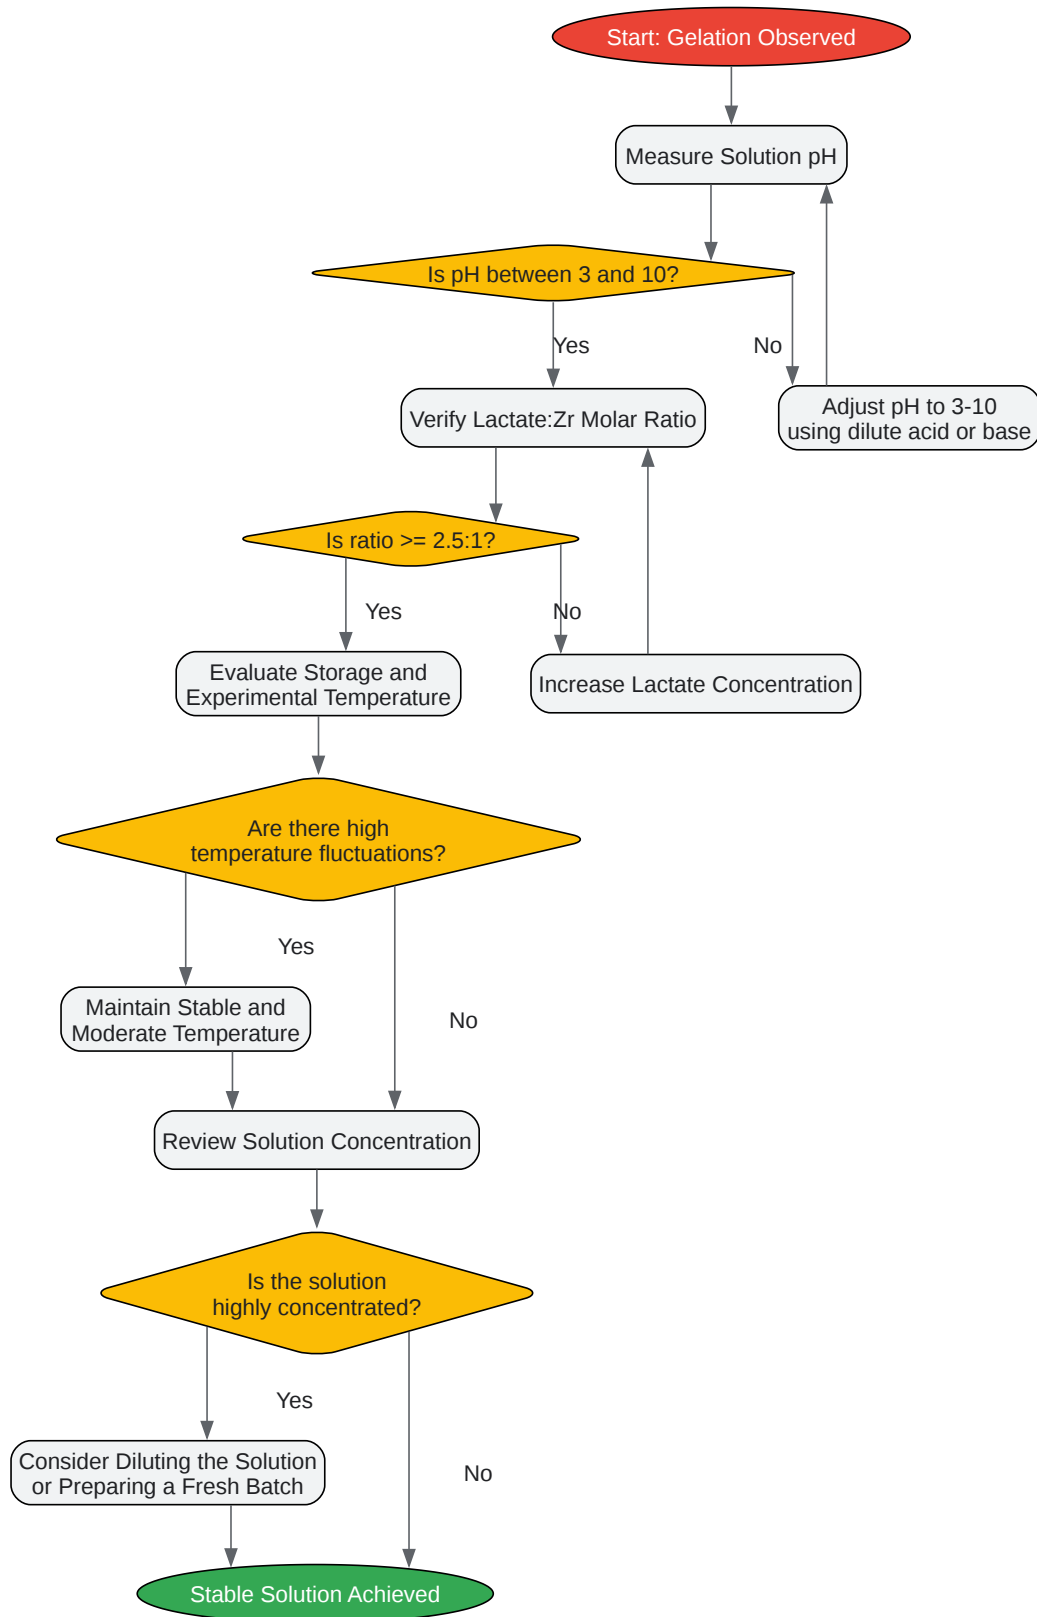 Start: Gelation Observed
Measure Solution pH
Is pH between 3 and 10?
Yes
No
Verify Lactate:Zr Molar Ratio
Adjust pH to 3-10
using dilute acid or base
Is ratio >= 2.5:1?
Yes
No
Evaluate Storage and
Experimental Temperature
Increase Lactate Concentration
Are there high
temperature fluctuations?
Yes
Maintain Stable and
Moderate Temperature
No
Review Solution Concentration
Is the solution
highly concentrated?
Yes
Consider Diluting the Solution
or Preparing a Fresh Batch
No
Stable Solution Achieved